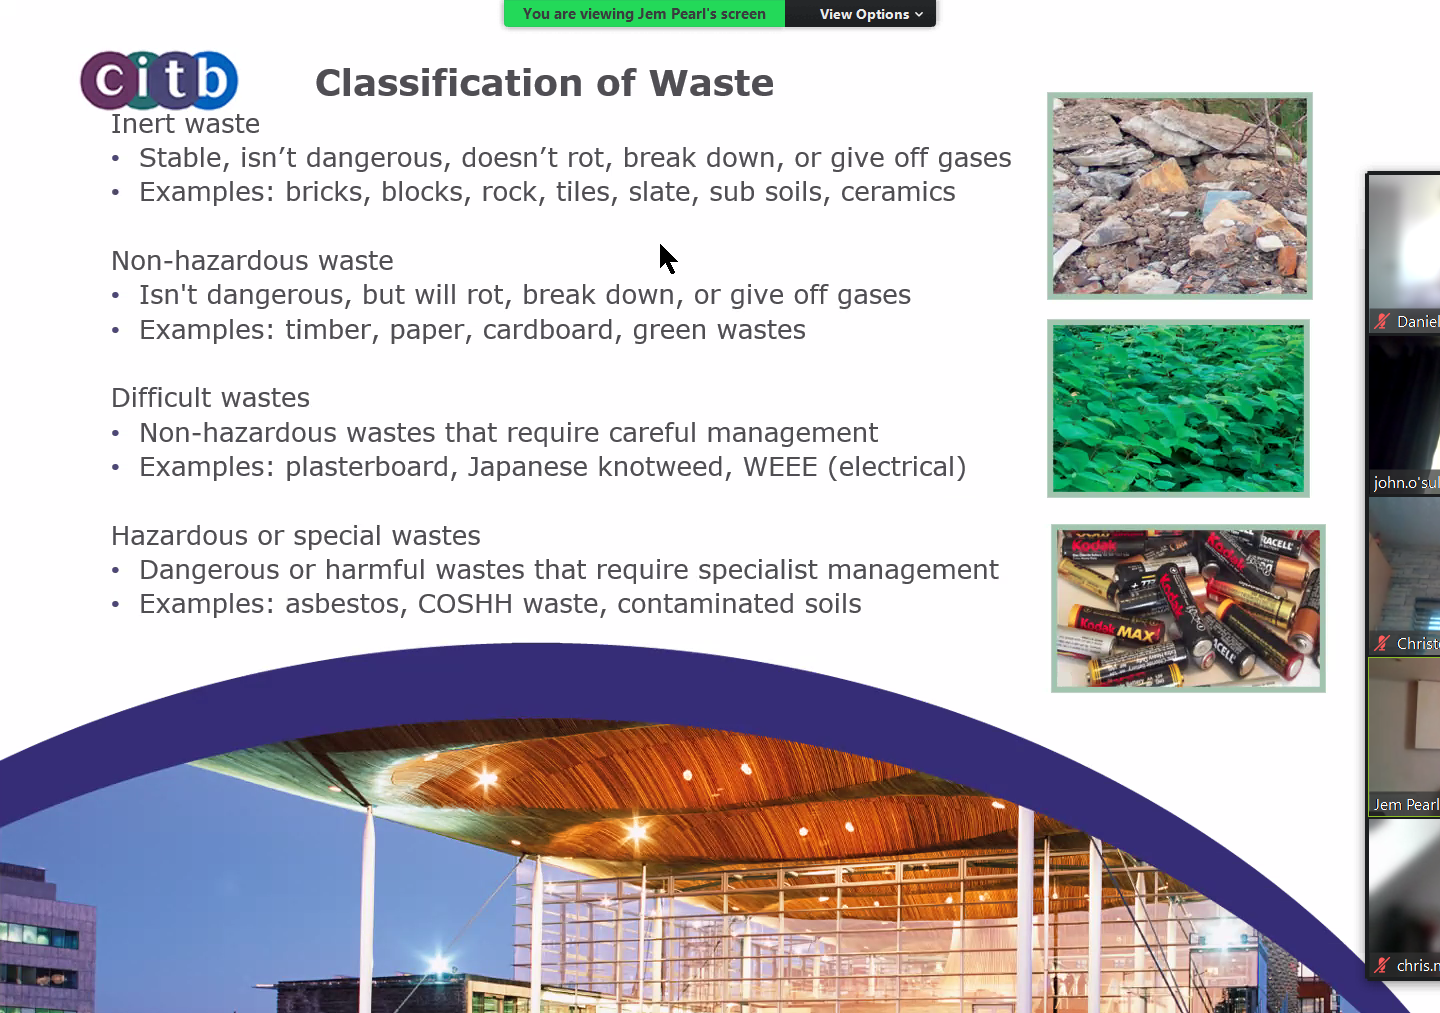 You are viewing Jem Pearl's screen
View Options
citb
Classification of Waste
Inert waste
• Stable, isn’t dangerous, doesn’t rot, break down, or give off gases
• Examples: bricks, blocks, rock, tiles, slate, sub soils, ceramics
Non-hazardous waste
• Isn't dangerous, but will rot, break down, or give off gases
• Examples: timber, paper, cardboard, green wastes
Difficult wastes
• Non-hazardous wastes that require careful management
• Examples: plasterboard, Japanese knotweed, WEEE (electrical)
Hazardous or special wastes
• Dangerous or harmful wastes that require specialist management
• Examples: asbestos, COSHH waste, contaminated soils
Kodak
RACELL
Kodak
Kodak
Kodak MAX
ACELL
Daniel
john.o'sul
Christ
Jem Pearl
chris.n